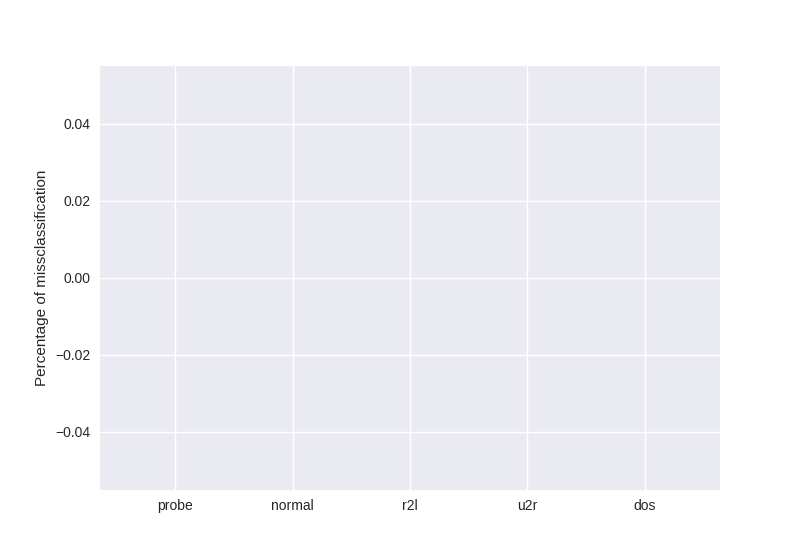 Percentage of missclassification
0.04
0.02
0.00
−0.02
−0.04
probe normal r2l u2r dos